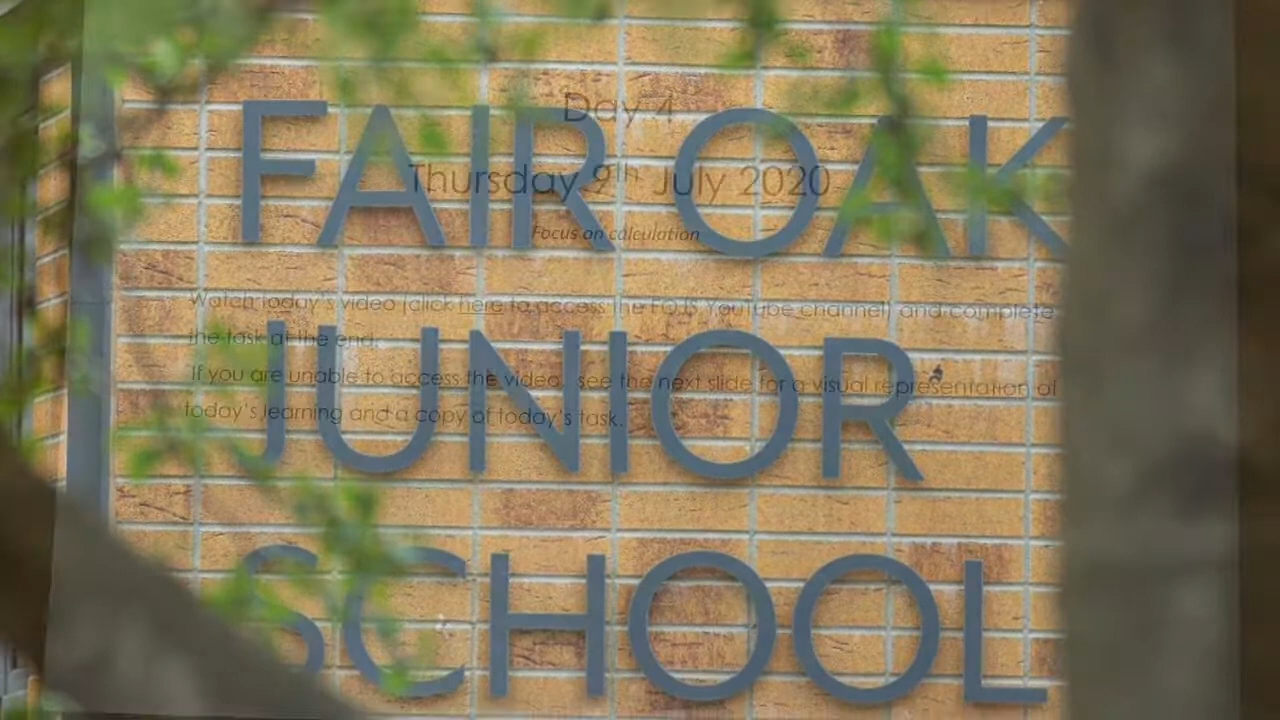 FAIR OAK
JUNIOR
SCHOOL
Day 4
Thursday 9th July 2020
Focus on calculation
Watch today's video (click here to access the FOJS YouTube channel) and complete
the task at the end.
If you are unable to access the video, see the next slide for a visual representation of
today's learning and a copy of today's task.